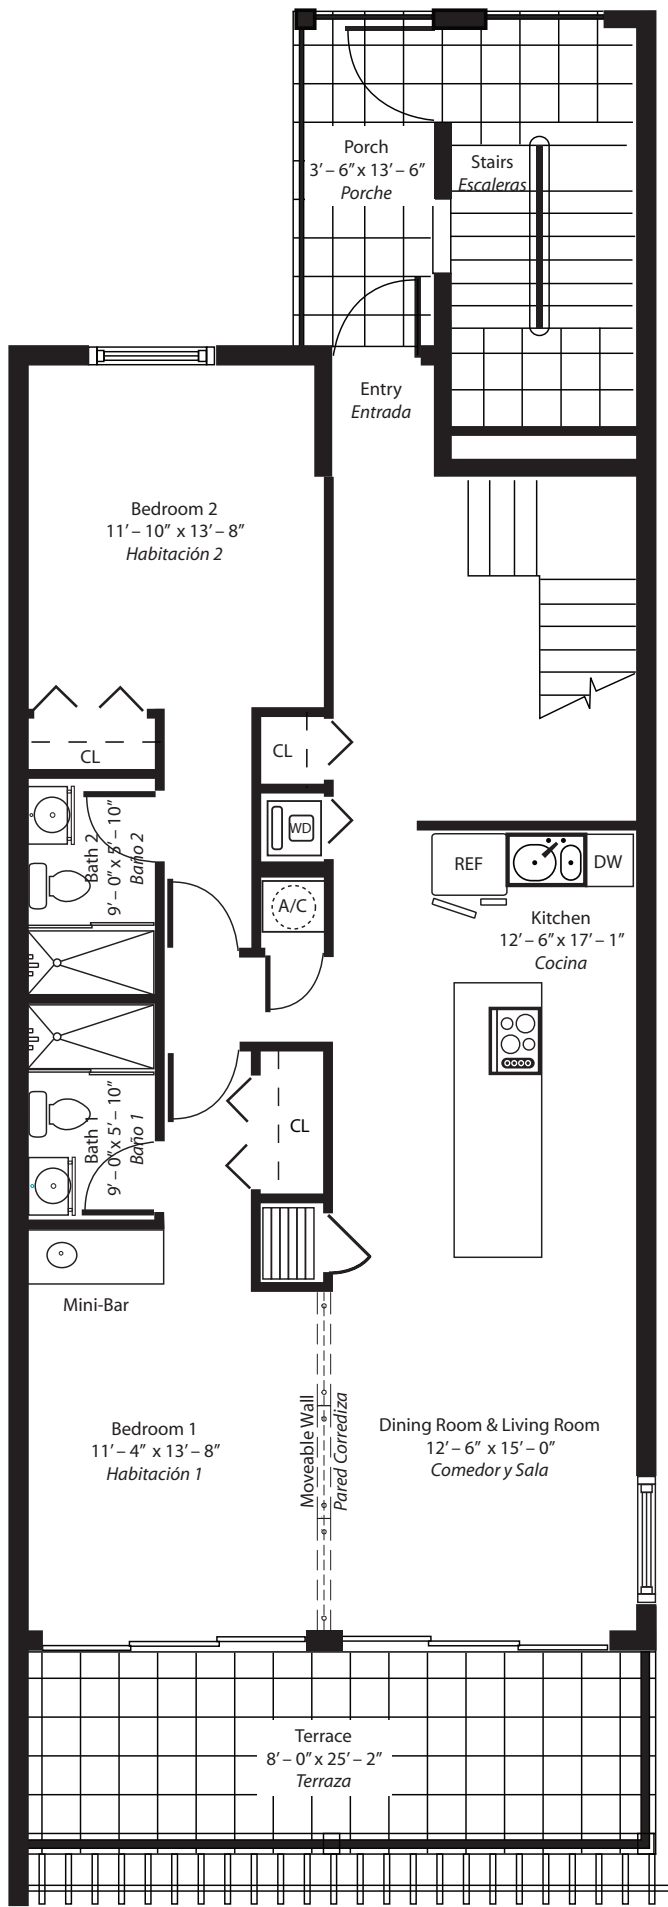 Porch
3’ – 6” x 13’ – 6”
Porche
Stairs
Escaleras
Entry
Entrada
Bedroom 2
11’ – 10” x 13’ – 8”
Habitación 2
CL
CL
WD
Bath 2
9’ – 0” x 5’ – 10”
Baño 2
A/C
REF
DW
Kitchen
12’ – 6” x 17’ – 1”
Cocina
Bath 1
9’ – 0” x 5’ – 10”
Baño 1
CL
Mini-Bar
Bedroom 1
11’ – 4” x 13’ – 8”
Habitación 1
Moveable Wall
Pared Corrediza
Dining Room & Living Room
12’ – 6” x 15’ – 0”
Comedor y Sala
Terrace
8’ – 0” x 25’ – 2”
Terraza